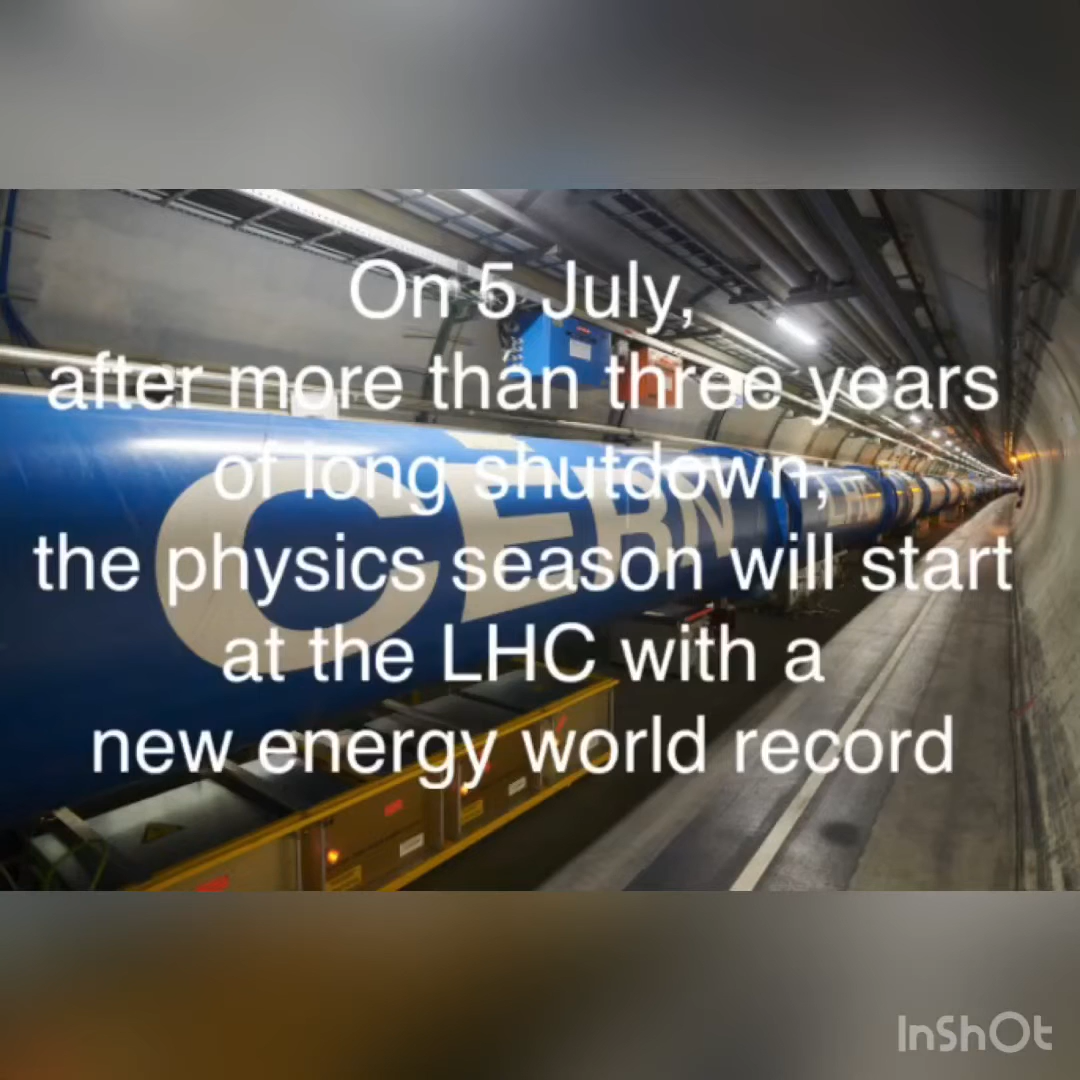 On 5 July,
after more than three years
of long shutdown,
the physics season will start
at the LHC with a
new energy world record
CERN
LHC
InShOt